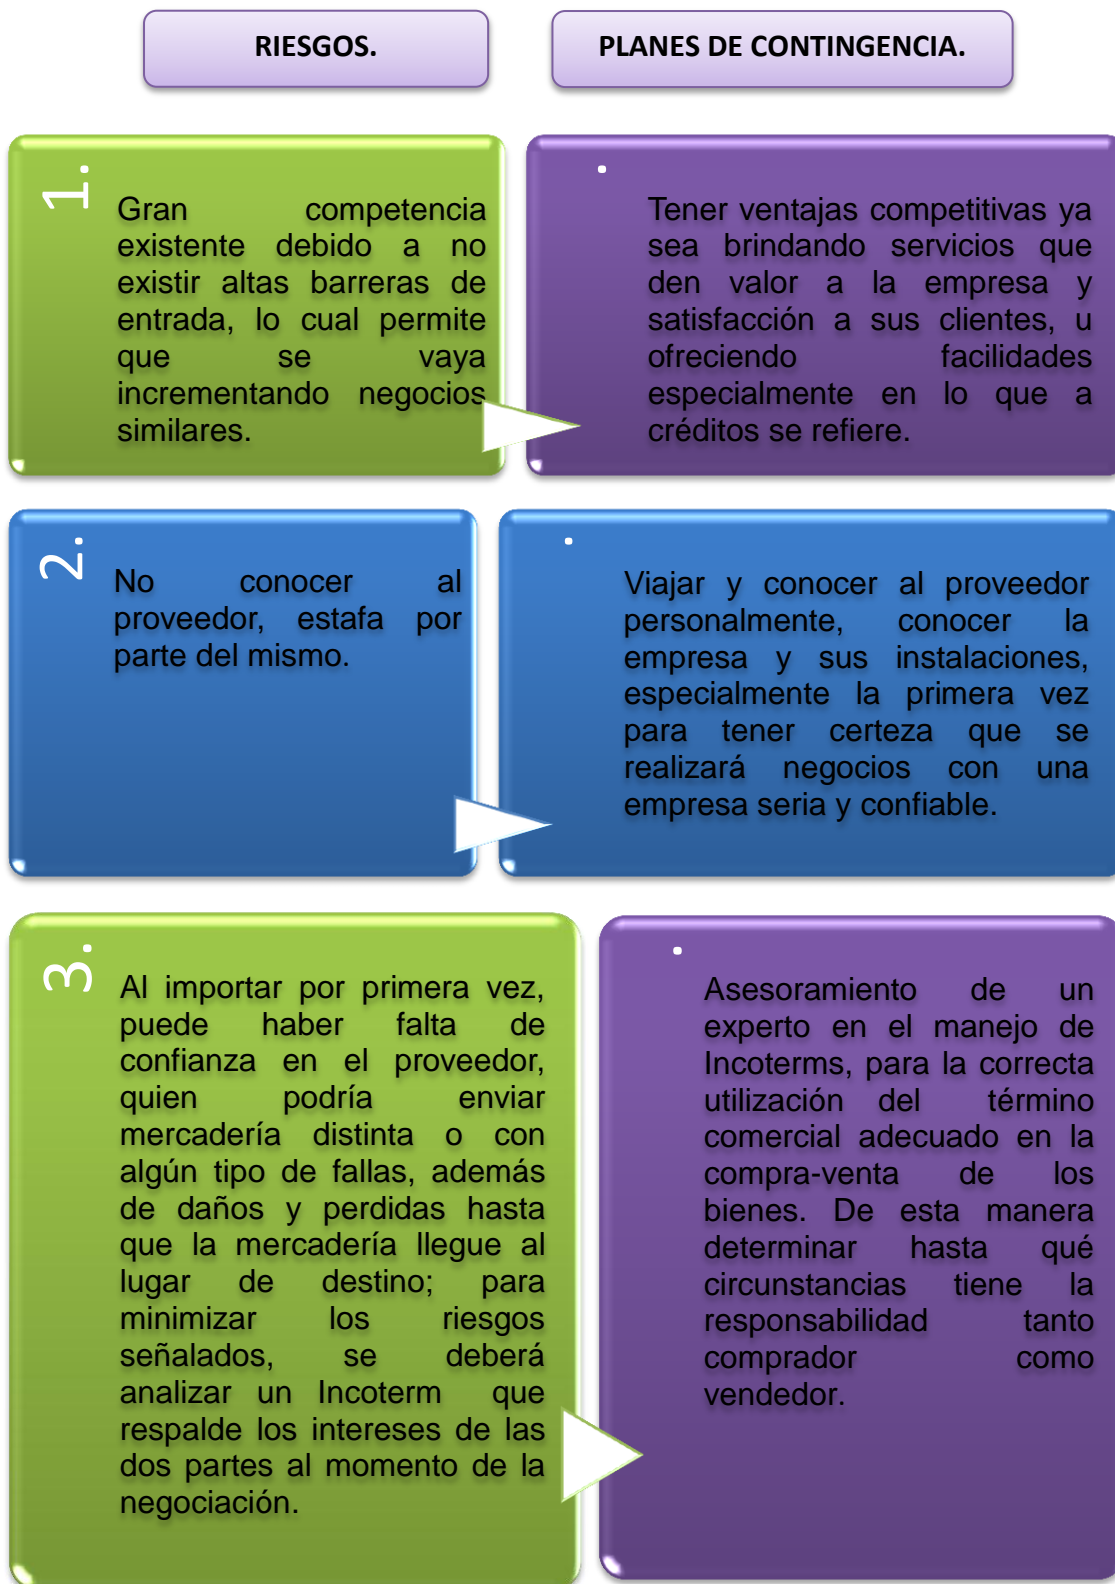 RIESGOS.
PLANES DE CONTINGENCIA.
1.
Gran competencia
existente debido a no
existir altas barreras de
entrada, lo cual permite
que se vaya
incrementando negocios
similares.
.
Tener ventajas competitivas ya
sea brindando servicios que
den valor a la empresa y
satisfacción a sus clientes, u
ofreciendo facilidades
especialmente en lo que a
créditos se refiere.
2.
No conocer al
proveedor, estafa por
parte del mismo.
.
Viajar y conocer al proveedor
personalmente, conocer la
empresa y sus instalaciones,
especialmente la primera vez
para tener certeza que se
realizará negocios con una
empresa seria y confiable.
3.
Al importar por primera vez,
puede haber falta de
confianza en el proveedor,
quien podría enviar
mercadería distinta o con
algún tipo de fallas, además
de daños y perdidas hasta
que la mercadería llegue al
lugar de destino; para
minimizar los riesgos
señalados, se deberá
analizar un Incoterm que
respalde los intereses de las
dos partes al momento de la
negociación.
.
Asesoramiento de un
experto en el manejo de
Incoterms, para la correcta
utilización del término
comercial adecuado en la
compra-venta de los
bienes. De esta manera
determinar hasta qué
circunstancias tiene la
responsabilidad tanto
comprador como
vendedor.